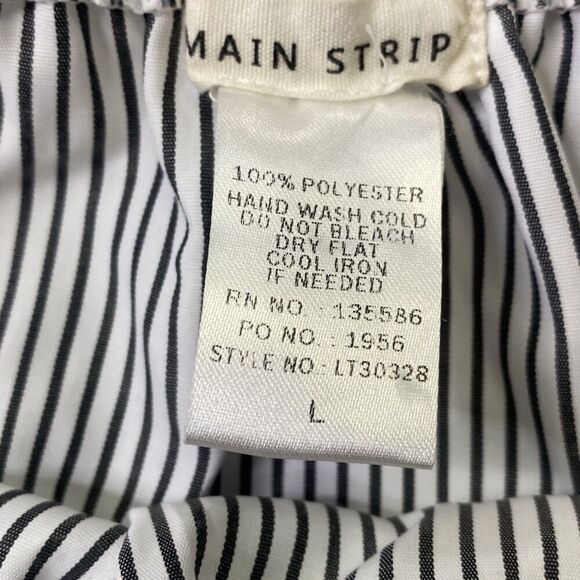 MAIN STRIP
100% POLYESTER
HAND WASH COLD
DO NOT BLEACH
DRY FLAT
COOL IRON
IF NEEDED
RN NO.: 135586
PO NO.: 1956
STYLE NO.: LT30328
L